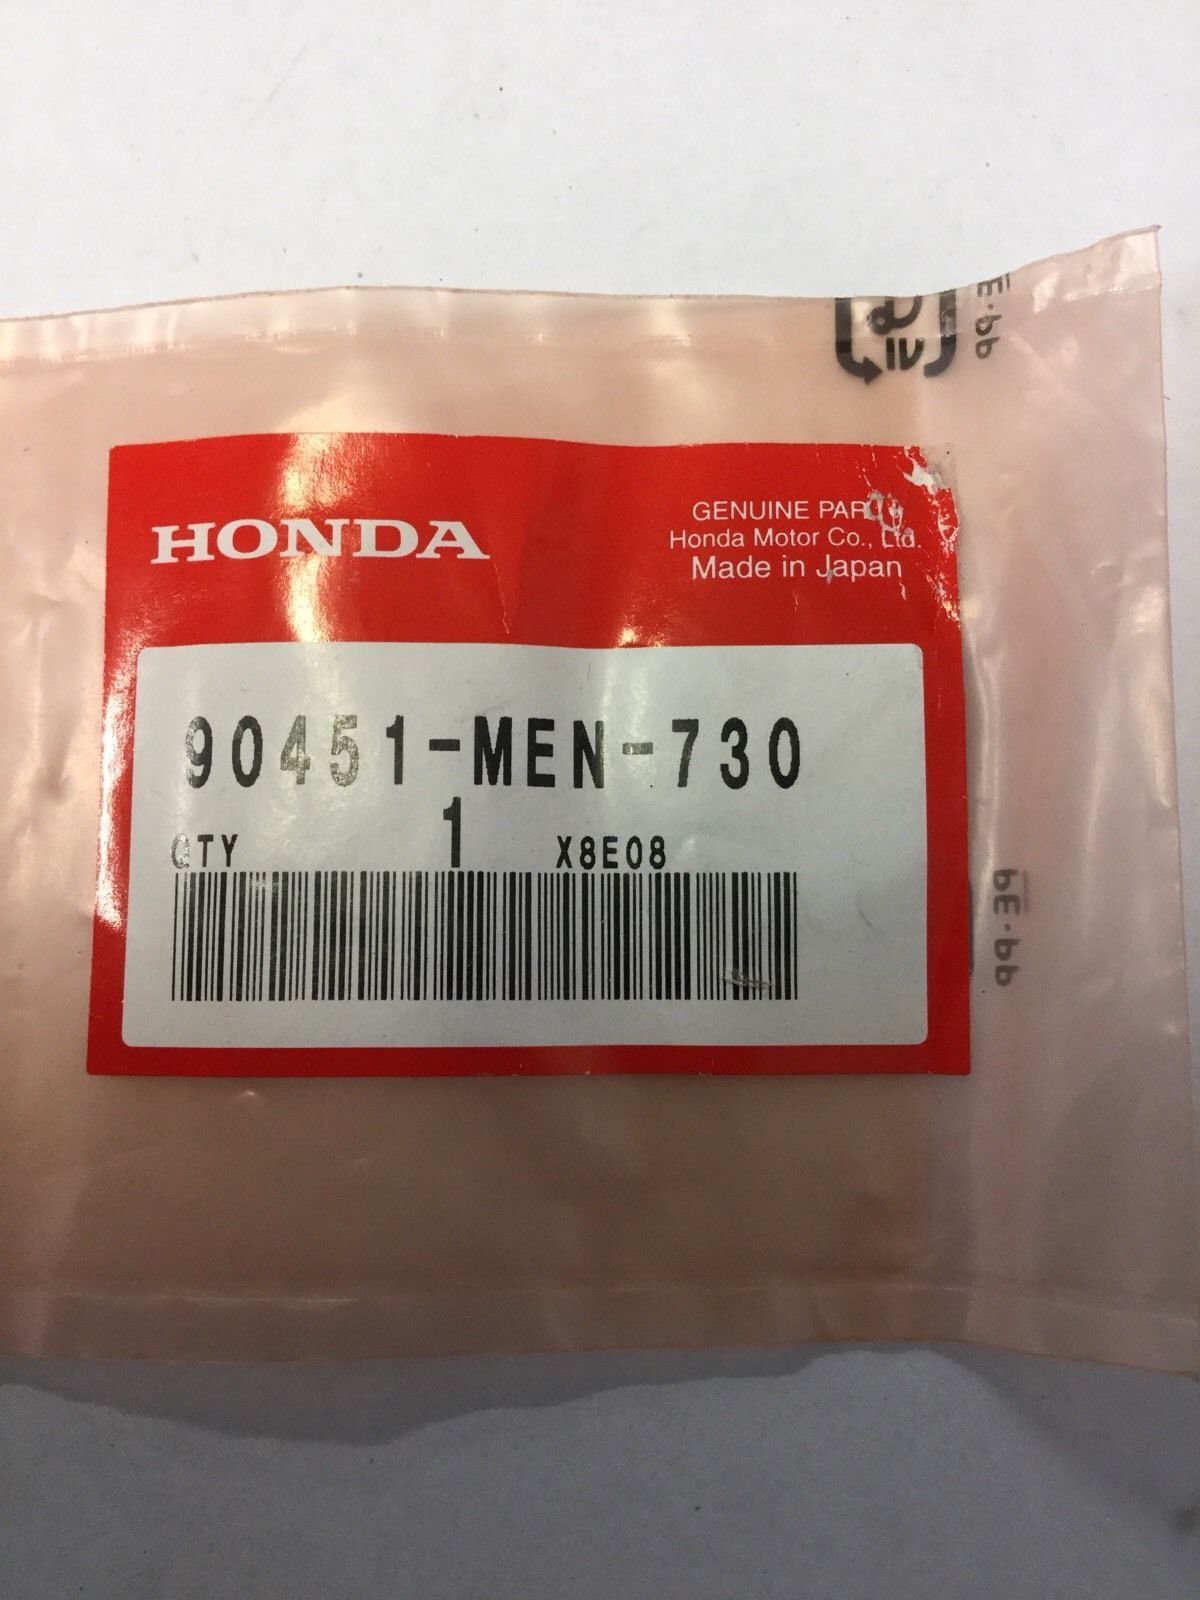 HONDA
GENUINE PARTS
Honda Motor Co., Ltd.
Made in Japan
90451-MEN-730
QTY 1 X8E08